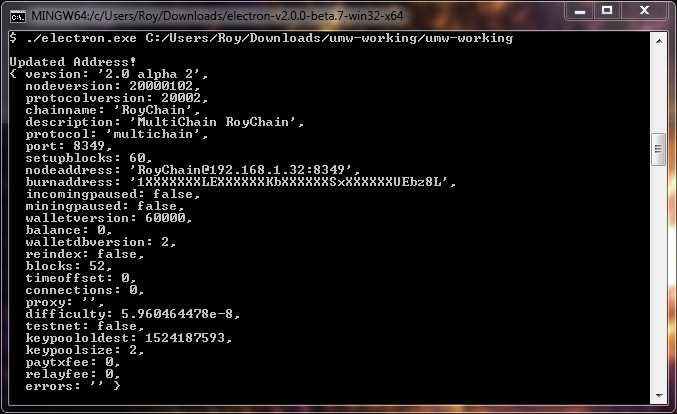 MINGW64:/c/Users/Roy/Downloads/electron-v2.0.0-beta.7-win32-x64
$ ./electron.exe C:/Users/Roy/Downloads/umw-working/umw-working
Updated Address!
{ version: '2.0 alpha 2',
nodeversion: 20000102,
protocolversion: 20002,
chainname: 'RoyChain',
description: 'MultiChain RoyChain',
protocol: 'multichain',
port: 8349,
setupblocks: 60,
nodeaddress: 'RoyChain@192.168.1.32:8349',
burnaddress: '1XXXXXXXLEXXXXXXKbXXXXXXSxXXXXXXUEbz8L',
incomingpaused: false,
miningpaused: false,
walletversion: 60000,
balance: 0,
walletdbversion: 2,
reindex: false,
blocks: 52,
timeoffset: 0,
connections: 0,
proxy: '',
difficulty: 5.960464478e-8,
testnet: false,
keypoololdest: 1524187593,
keypoolsize: 2,
paytxfee: 0,
relayfee: 0,
errors: '' }